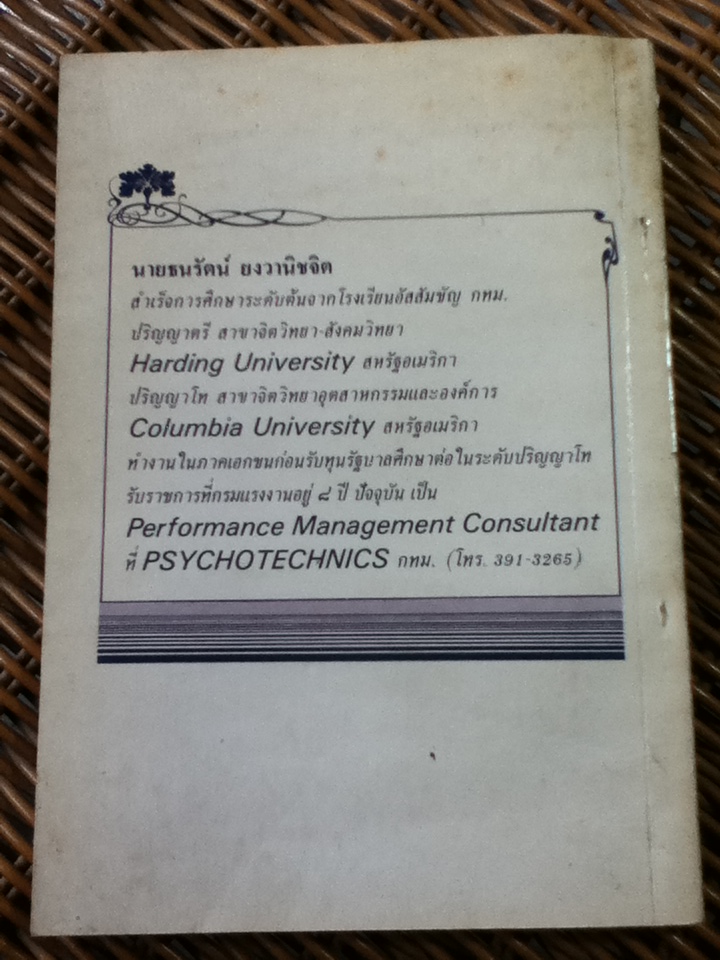 นายธนรัตน์ ยงวานิชจิต
สำเร็จการศึกษาระดับต้นจากโรงเรียนอัสสัมชัญ กทม.
ปริญญาตรี สาขาจิตวิทยา-สังคมวิทยา
Harding University สหรัฐอเมริกา
ปริญญาโท สาขาจิตวิทยาอุตสาหกรรมและองค์การ
Columbia University สหรัฐอเมริกา
ทำงานในภาคเอกชนก่อนรับทุนรัฐบาลศึกษาต่อในระดับปริญญาโท
รับราชการที่กรมแรงงานอยู่ ๘ ปี ปัจจุบัน เป็น
Performance Management Consultant
ที่ PSYCHOTECHNICS กทม. (โทร. 391-3265)